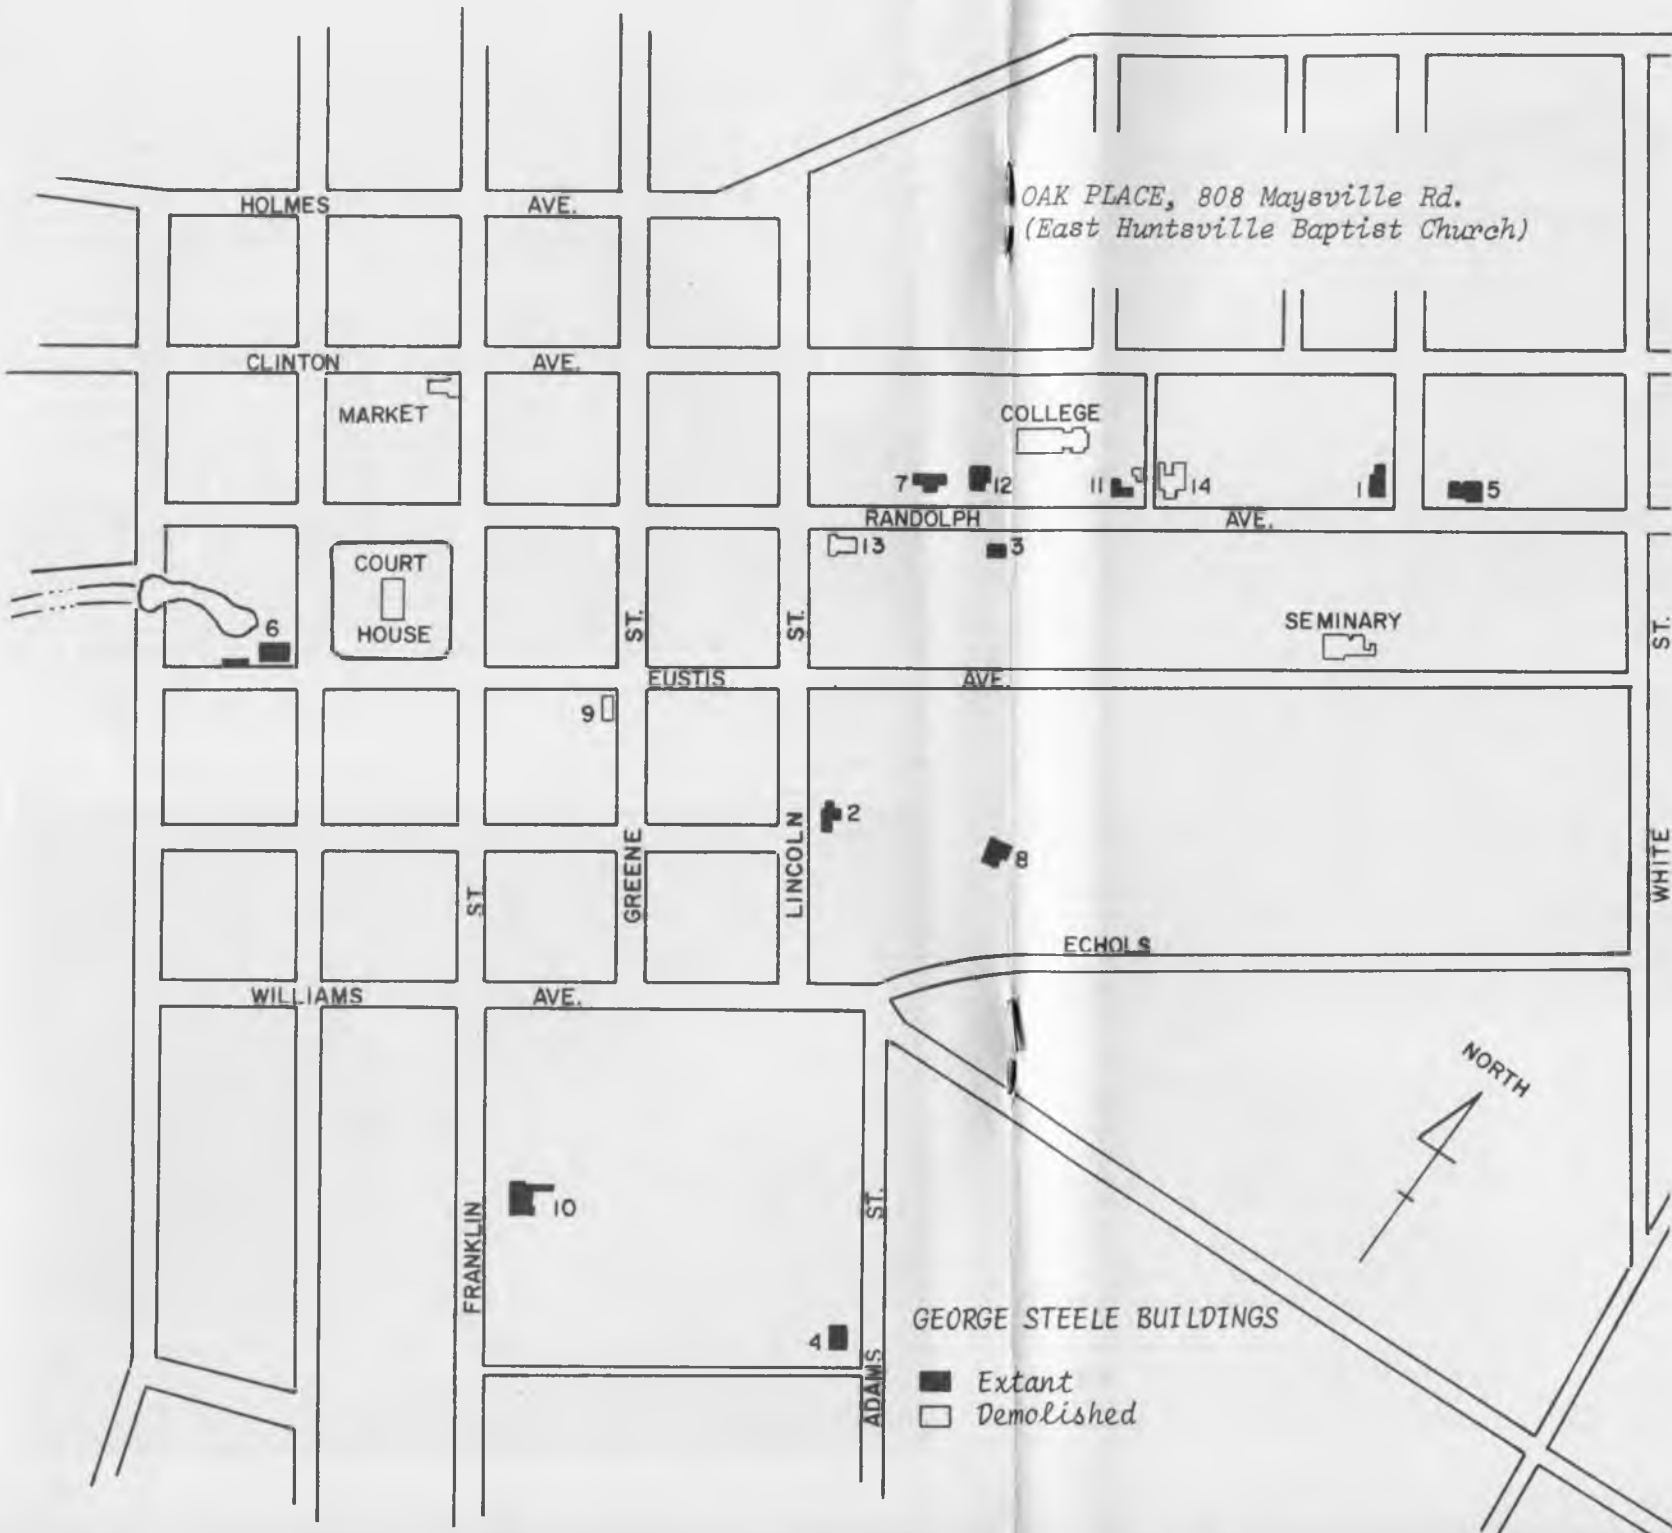 OAK PLACE, 808 Maysville Rd.
(East Huntsville Baptist Church)
HOLMES AVE.
CLINTON AVE.
MARKET
COLLEGE
7
12
11
14
1
5
RANDOLPH AVE.
13
3
COURT
HOUSE
6
ST.
ST.
SEMINARY
ST.
EUSTIS AVE.
9
2
8
GREENE
LINCOLN
WHITE
ST.
ECHOLS
WILLIAMS AVE.
NORTH
10
FRANKLIN
ST.
4
ADAMS
GEORGE STEELE BUILDINGS
Extant
Demolished